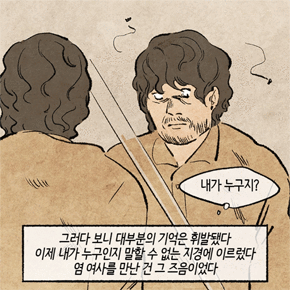 내가 누구지?
그러다 보니 대부분의 기억은 휘발됐다
이제 내가 누구인지 말할 수 없는 지경에 이르렀다
염 여사를 만난 건 그 즈음이었다